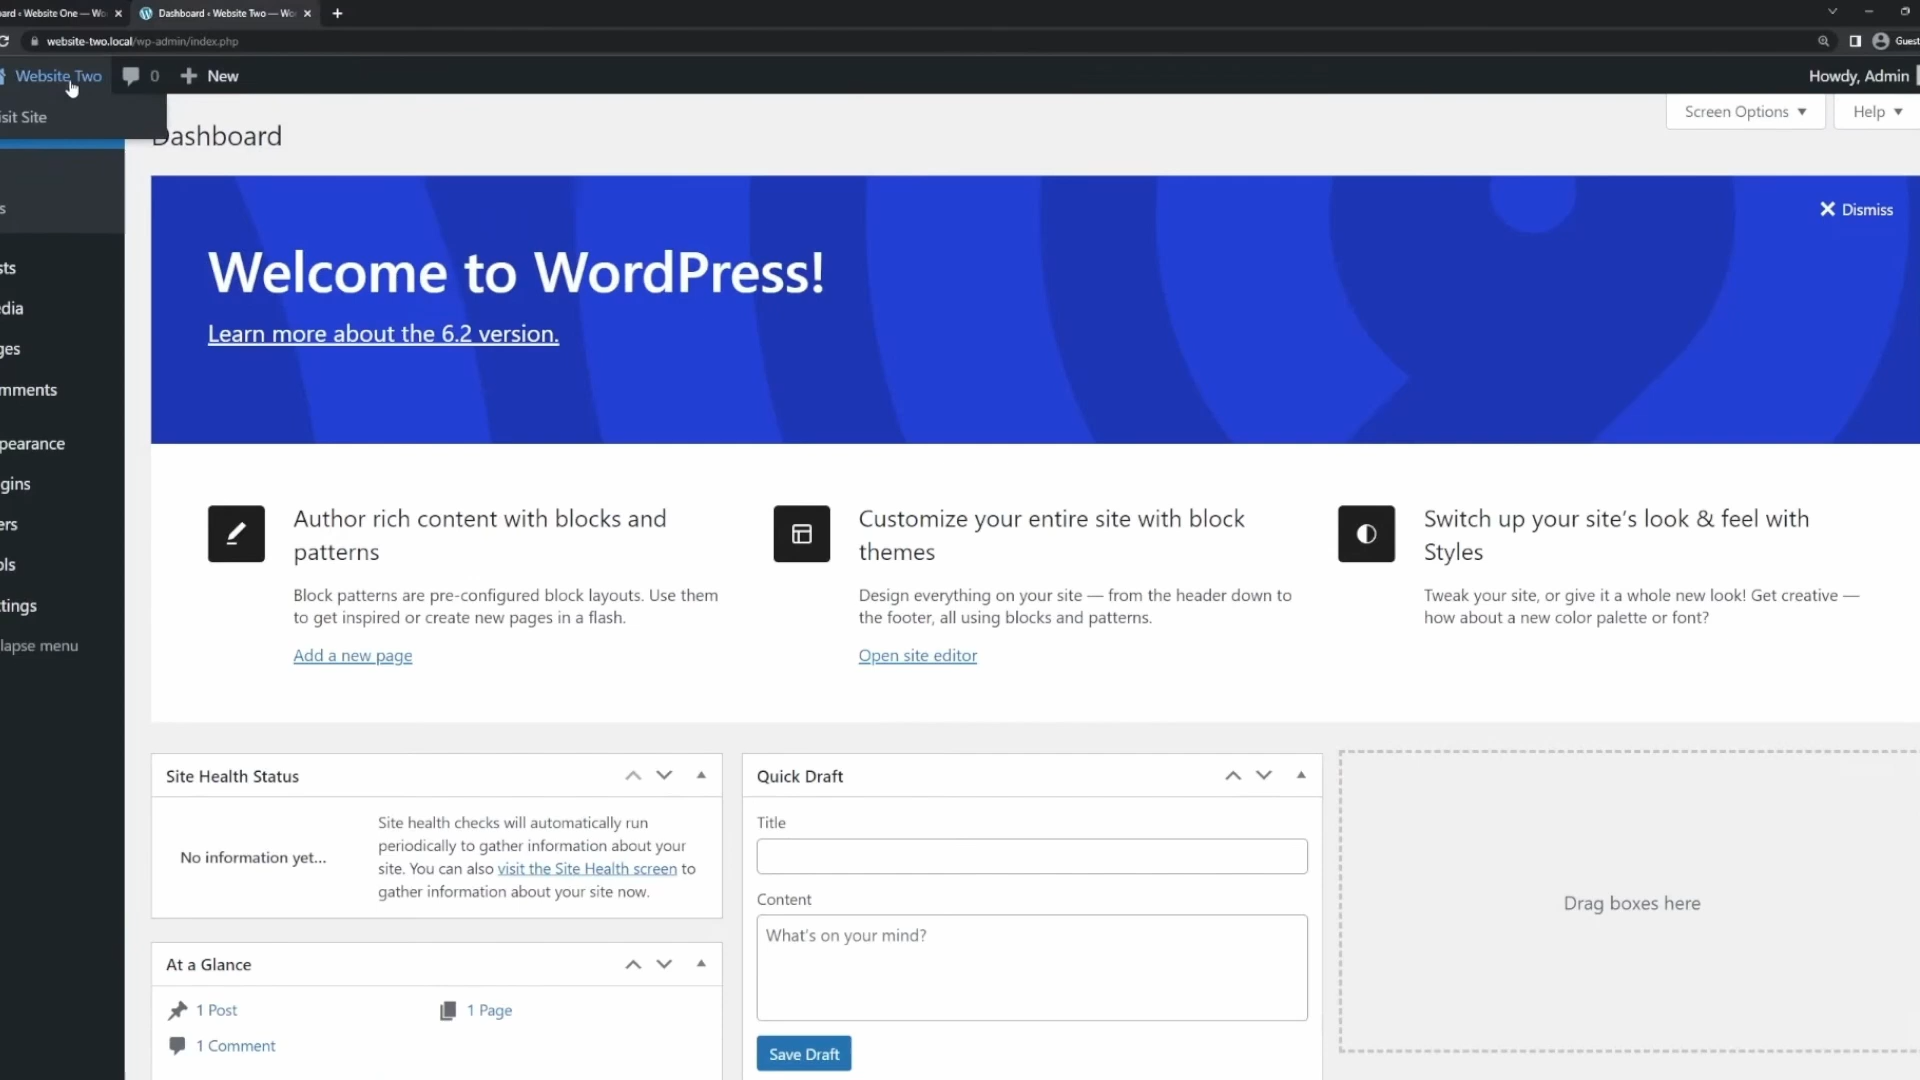 ard ‹ Website One — Wo
Dashboard ‹ Website Two — Wo
website-two.local/wp-admin/index.php
Guest
Website Two
0
New
Howdy, Admin
isit Site
Screen Options
Help
Dashboard
s
Dismiss
Welcome to WordPress!
Learn more about the 6.2 version.
sts
edia
ges
mments
pearance
gins
ers
ols
tings
lapse menu
Author rich content with blocks and
patterns
Block patterns are pre-configured block layouts. Use them
to get inspired or create new pages in a flash.
Add a new page
Customize your entire site with block
themes
Design everything on your site — from the header down to
the footer, all using blocks and patterns.
Open site editor
Switch up your site's look & feel with
Styles
Tweak your site, or give it a whole new look! Get creative —
how about a new color palette or font?
Site Health Status
No information yet...
Site health checks will automatically run
periodically to gather information about your
site. You can also visit the Site Health screen to
gather information about your site now.
At a Glance
1 Post
1 Page
1 Comment
Quick Draft
Title
Content
What's on your mind?
Save Draft
Drag boxes here